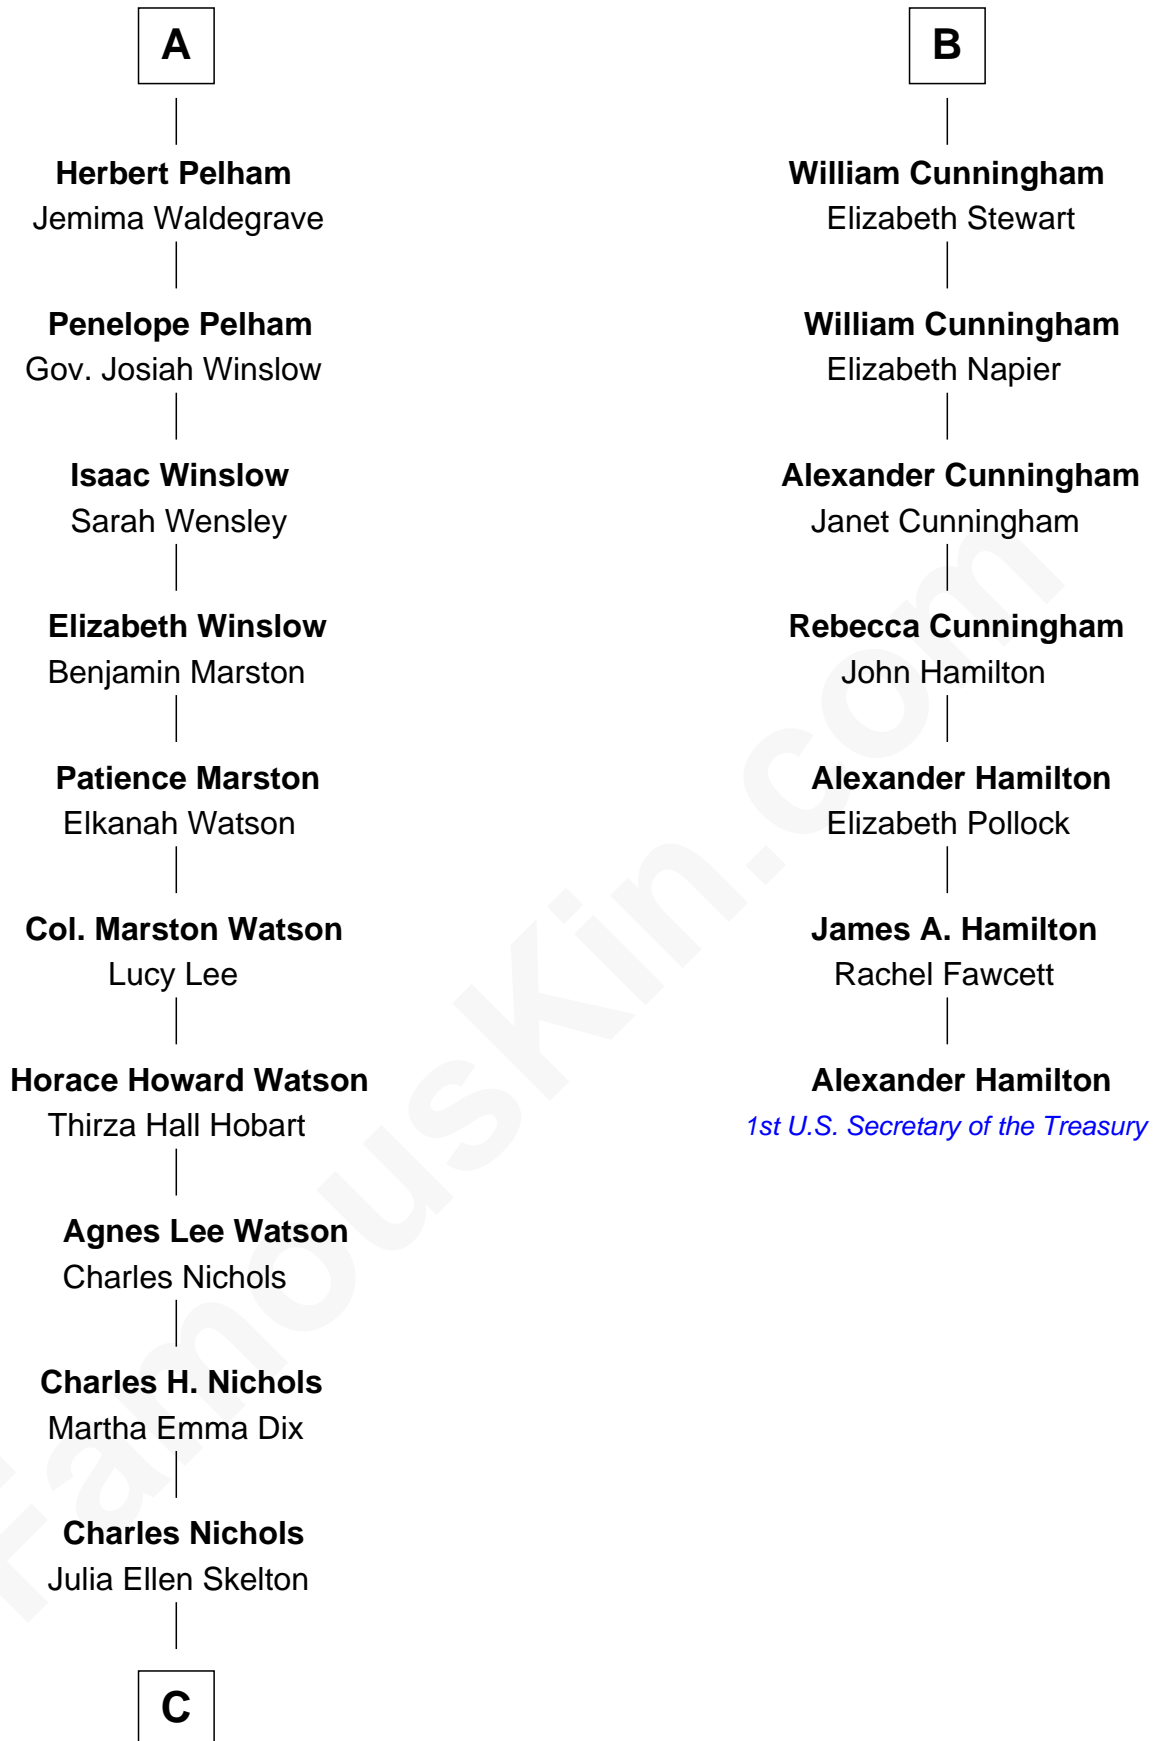 A
Herbert Pelham
Jemima Waldegrave
Penelope Pelham
Gov. Josiah Winslow
Isaac Winslow
Sarah Wensley
Elizabeth Winslow
Benjamin Marston
Patience Marston
Elkanah Watson
Col. Marston Watson
Lucy Lee
Horace Howard Watson
Thirza Hall Hobart
Agnes Lee Watson
Charles Nichols
Charles H. Nichols
Martha Emma Dix
Charles Nichols
Julia Ellen Skelton
C
B
William Cunningham
Elizabeth Stewart
William Cunningham
Elizabeth Napier
Alexander Cunningham
Janet Cunningham
Rebecca Cunningham
John Hamilton
Alexander Hamilton
Elizabeth Pollock
James A. Hamilton
Rachel Fawcett
Alexander Hamilton
1st U.S. Secretary of the Treasury
FamousKin.com